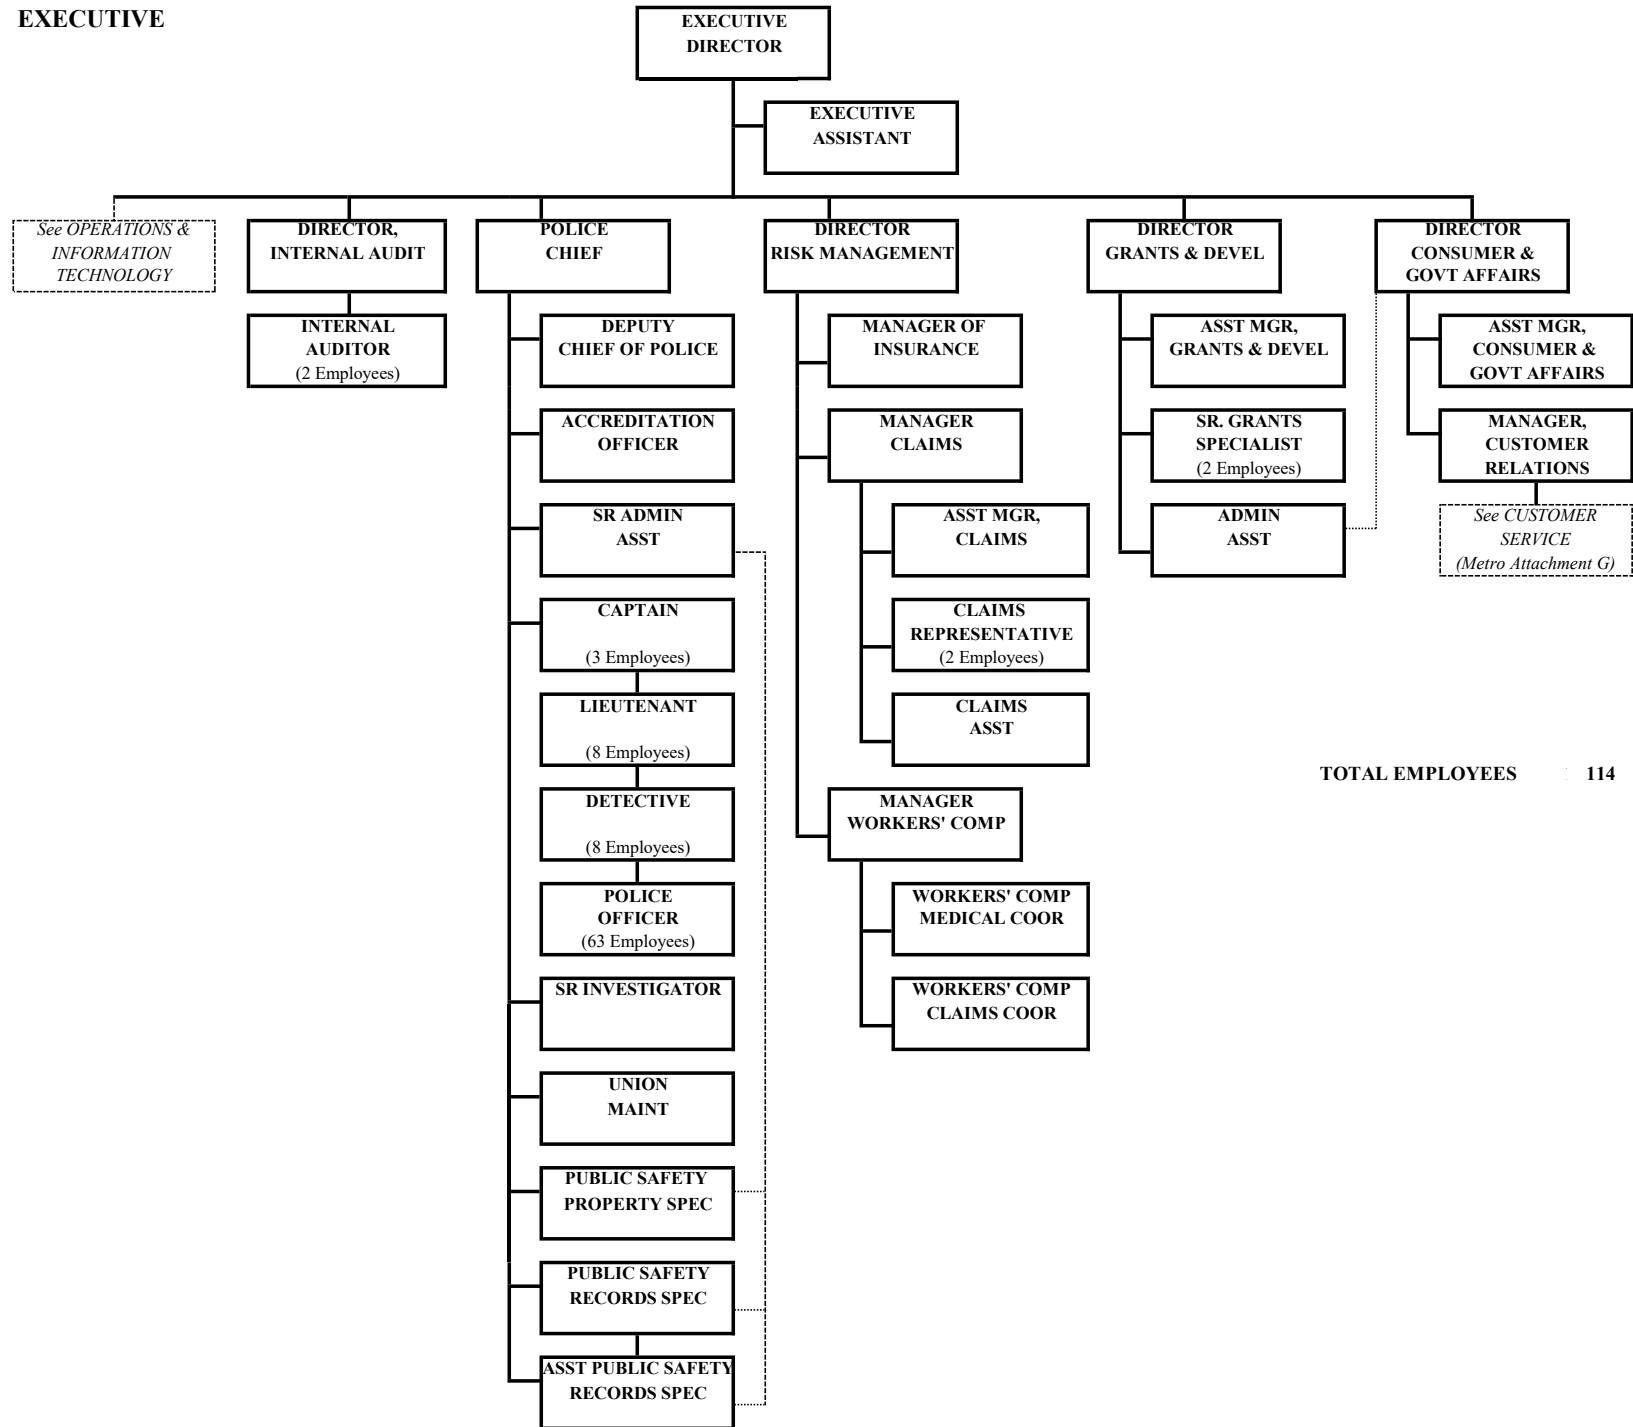 EXECUTIVE
EXECUTIVE
DIRECTOR
EXECUTIVE
ASSISTANT
See OPERATIONS &
INFORMATION
TECHNOLOGY
DIRECTOR,
INTERNAL AUDIT
INTERNAL
AUDITOR
(2 Employees)
POLICE
CHIEF
DEPUTY
CHIEF OF POLICE
ACCREDITATION
OFFICER
SR ADMIN
ASST
CAPTAIN
(3 Employees)
LIEUTENANT
(8 Employees)
DETECTIVE
(8 Employees)
POLICE
OFFICER
(63 Employees)
SR INVESTIGATOR
UNION
MAINT
PUBLIC SAFETY
PROPERTY SPEC
PUBLIC SAFETY
RECORDS SPEC
ASST PUBLIC SAFETY
RECORDS SPEC
DIRECTOR
RISK MANAGEMENT
MANAGER OF
INSURANCE
MANAGER
CLAIMS
ASST MGR,
CLAIMS
CLAIMS
REPRESENTATIVE
(2 Employees)
CLAIMS
ASST
MANAGER
WORKERS' COMP
WORKERS' COMP
MEDICAL COOR
WORKERS' COMP
CLAIMS COOR
DIRECTOR
GRANTS & DEVEL
ASST MGR,
GRANTS & DEVEL
SR. GRANTS
SPECIALIST
(2 Employees)
ADMIN
ASST
DIRECTOR
CONSUMER &
GOVT AFFAIRS
ASST MGR,
CONSUMER &
GOVT AFFAIRS
MANAGER,
CUSTOMER
RELATIONS
See CUSTOMER
SERVICE
(Metro Attachment G)
TOTAL EMPLOYEES 114